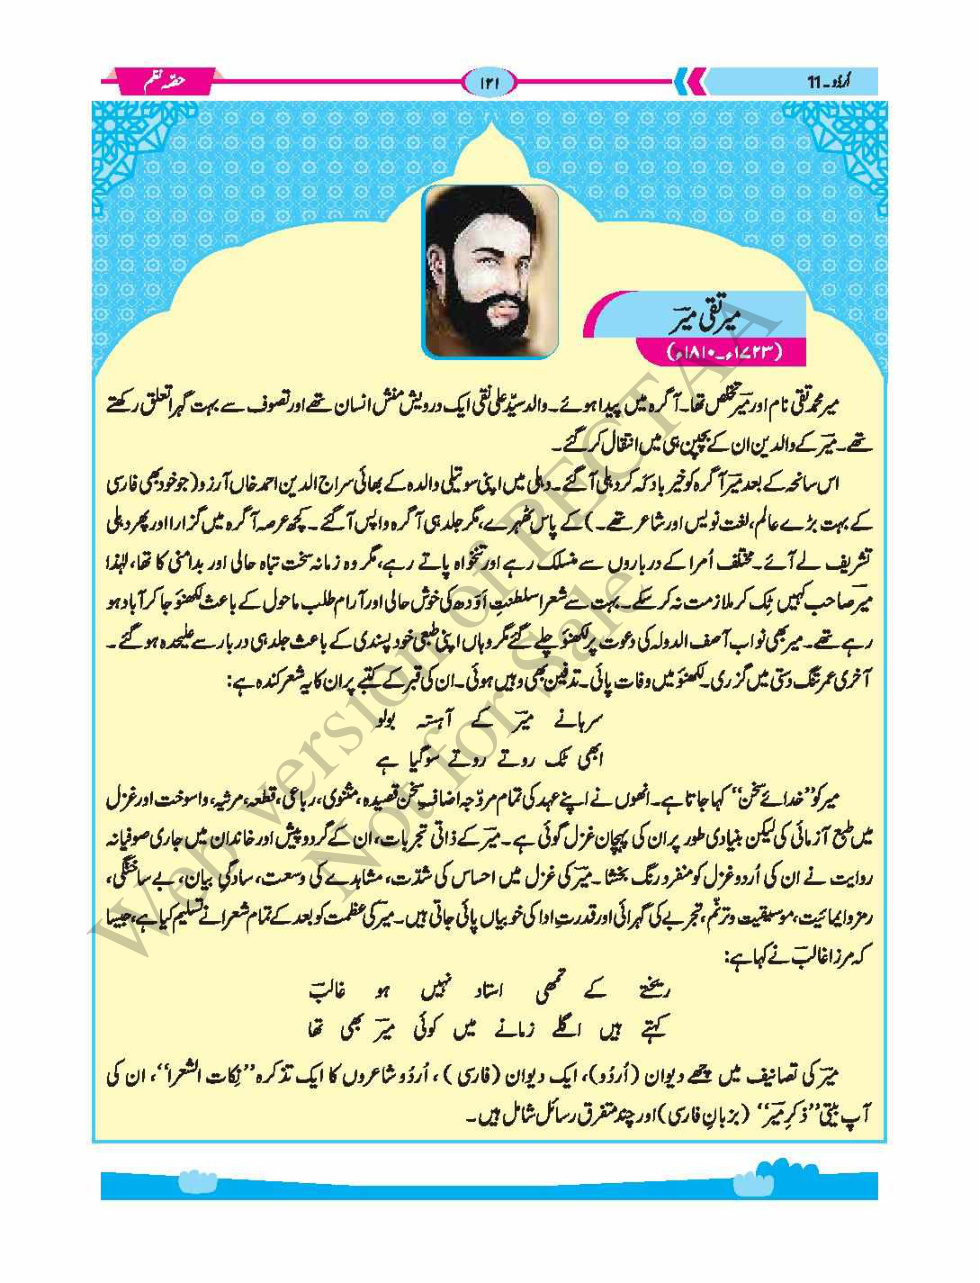 اُردُو ۔ 11
۱۲۱
حصّہ نظم
میر تقی میرؔ
(۱۷۲۳ء۔۱۸۱۰ء)
میر محمد تقی نام اور میرؔ تخلص تھا۔ آگرہ میں پیدا ہوئے۔ والد سیّد علی نقی ایک درویش منش انسان تھے اور تصوف سے بہت گہرا تعلق رکھتے
تھے۔ میرؔ کے والدین ان کے بچپن ہی میں انتقال کر گئے۔
اس سانحہ کے بعد میرؔ آگرہ کو خیر باد کہہ کر دہلی آ گئے۔ دہلی میں اپنی سوتیلی والدہ کے بھائی سراج الدین احمد خاں آرزو (جو خود بھی فارسی
کے بہت بڑے عالم، لغت نویس اور شاعر تھے۔) کے پاس ٹھہرے، مگر جلد ہی آگرہ واپس آ گئے۔ کچھ عرصہ آگرہ میں گزارا اور پھر دہلی
تشریف لے آئے۔ مختلف اُمرا کے درباروں سے منسلک رہے اور تنخواہ پاتے رہے، مگر وہ زمانہ سخت تباہ حالی اور بدامنی کا تھا، لہٰذا
میرؔ صاحب کہیں ٹِک کر ملازمت نہ کر سکے۔ بہت سے شعرا سلطنتِ اَوَدھ کی خوش حالی اور آرام طلب ماحول کے باعث لکھنؤ جا کر آباد ہو
رہے تھے۔ میر بھی نواب آصف الدولہ کی دعوت پر لکھنؤ چلے گئے مگر وہاں اپنی طبعی خود پسندی کے باعث جلد ہی دربار سے علیحدہ ہو گئے۔
آخری عمر تنگ دستی میں گزری۔ لکھنؤ میں وفات پائی۔ تدفین بھی وہیں ہوئی۔ ان کی قبر کے کتبے پر ان کا یہ شعر کندہ ہے:
سرہانے میرؔ کے آہستہ بولو
ابھی ٹک روتے روتے سو گیا ہے
میر کو ’’خدائے سخن‘‘ کہا جاتا ہے۔ انھوں نے اپنے عہد کی تمام مروّجہ اصنافِ سخن قصیدہ، مثنوی، رباعی، قطعہ، مرثیہ، واسوخت اور غزل
میں طبع آزمائی کی لیکن بنیادی طور پر ان کی پہچان غزل گوئی ہے۔ میرؔ کے ذاتی تجربات، ان کے گردوپیش اور خاندان میں جاری صوفیانہ
روایت نے ان کی اُردو غزل کو منفرد رنگ بخشا۔ میرؔ کی غزل میں احساس کی شدّت، مشاہدے کی وسعت، سادگیِ بیان، بے ساختگی،
رمز و ایمائیت، موسیقیت و ترنّم، تجربے کی گہرائی اور قدرتِ ادا کی خوبیاں پائی جاتی ہیں۔ میرؔ کی عظمت کو بعد کے تمام شعرا نے تسلیم کیا ہے، جیسا
کہ مرزا غالبؔ نے کہا ہے:
ریختے کے تمھی استاد نہیں ہو غالبؔ
کہتے ہیں اگلے زمانے میں کوئی میرؔ بھی تھا
میرؔ کی تصانیف میں چھے دیوان (اُردُو)، ایک دیوان (فارسی)، اُردُو شاعروں کا ایک تذکرہ ’’نِکات الشعرا‘‘، ان کی
آپ بیتی ’’ذکرِ میرؔ‘‘ (بزبانِ فارسی) اور چند متفرق رسائل شامل ہیں۔
Web version of PECTAA
Not for Sale